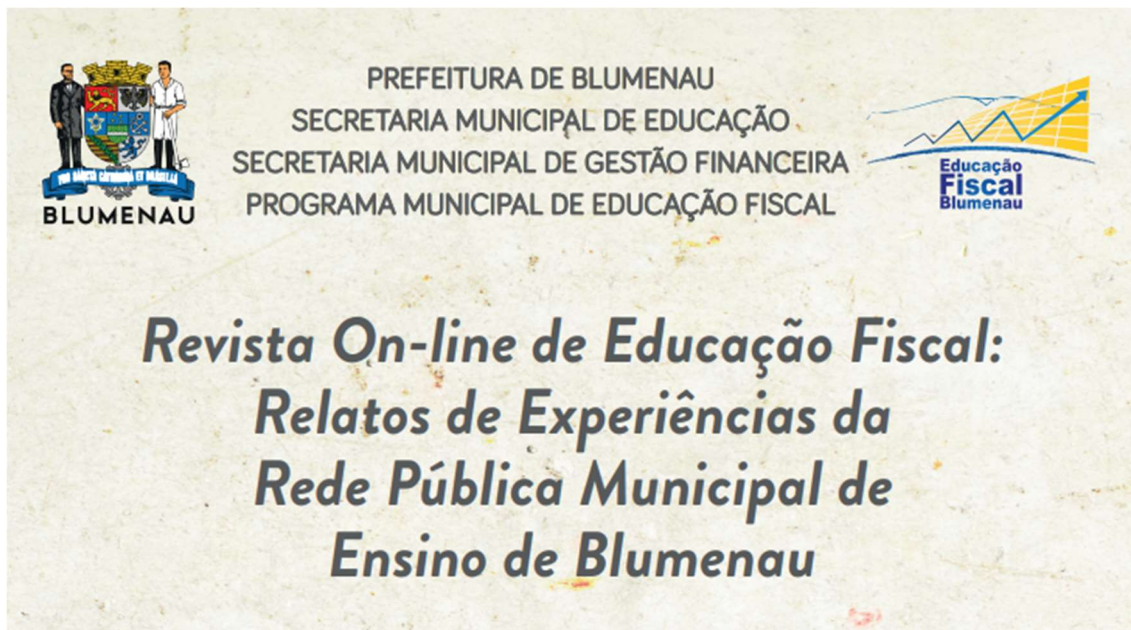 PREFEITURA DE BLUMENAU
SECRETARIA MUNICIPAL DE EDUCAÇÃO
SECRETARIA MUNICIPAL DE GESTÃO FINANCEIRA
PROGRAMA MUNICIPAL DE EDUCAÇÃO FISCAL
BLUMENAU
Educação
Fiscal
Blumenau
Revista On-line de Educação Fiscal:
Relatos de Experiências da
Rede Pública Municipal de
Ensino de Blumenau